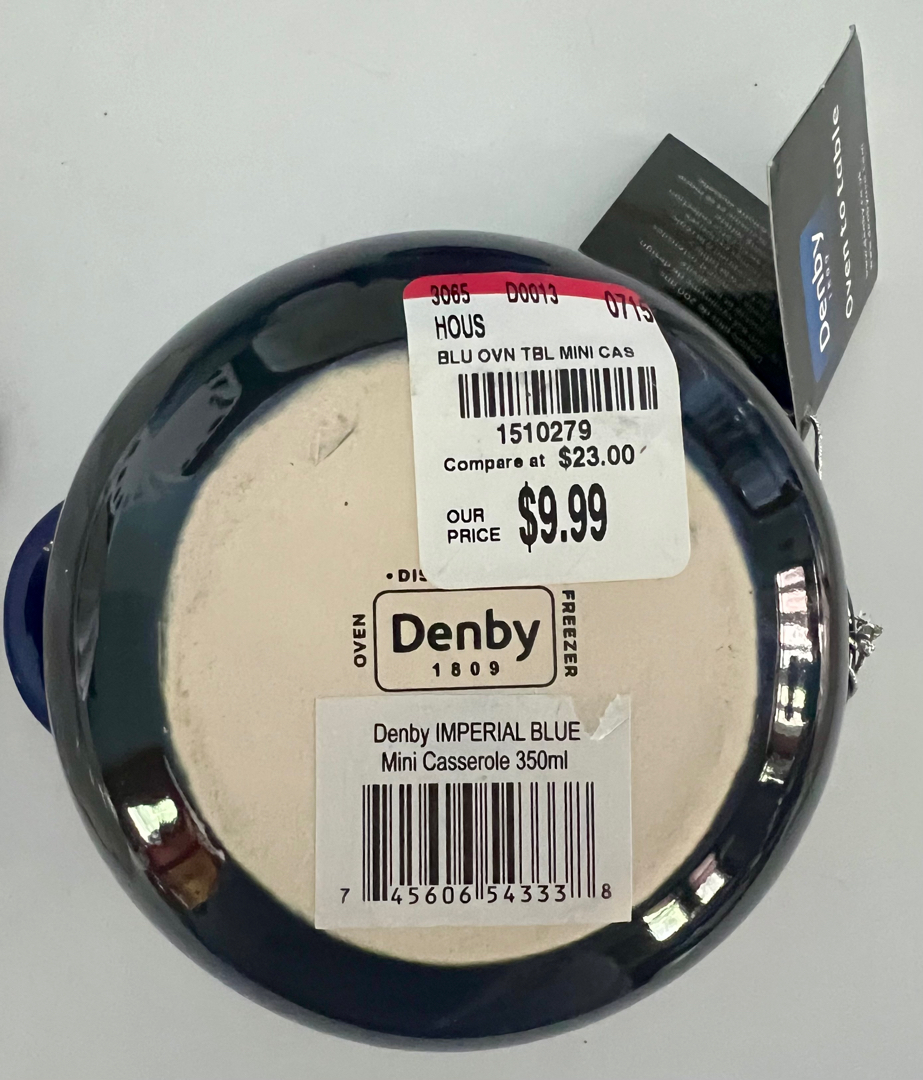 Denby
1809
Oven to table
3065 D0013 0715
HOUS
BLU OVN TBL MINI CAS
1510279
Compare at $23.00
OUR
PRICE $9.99
OVEN
FREEZER
Denby
1809
Denby IMPERIAL BLUE
Mini Casserole 350ml
7 45606 54333 8